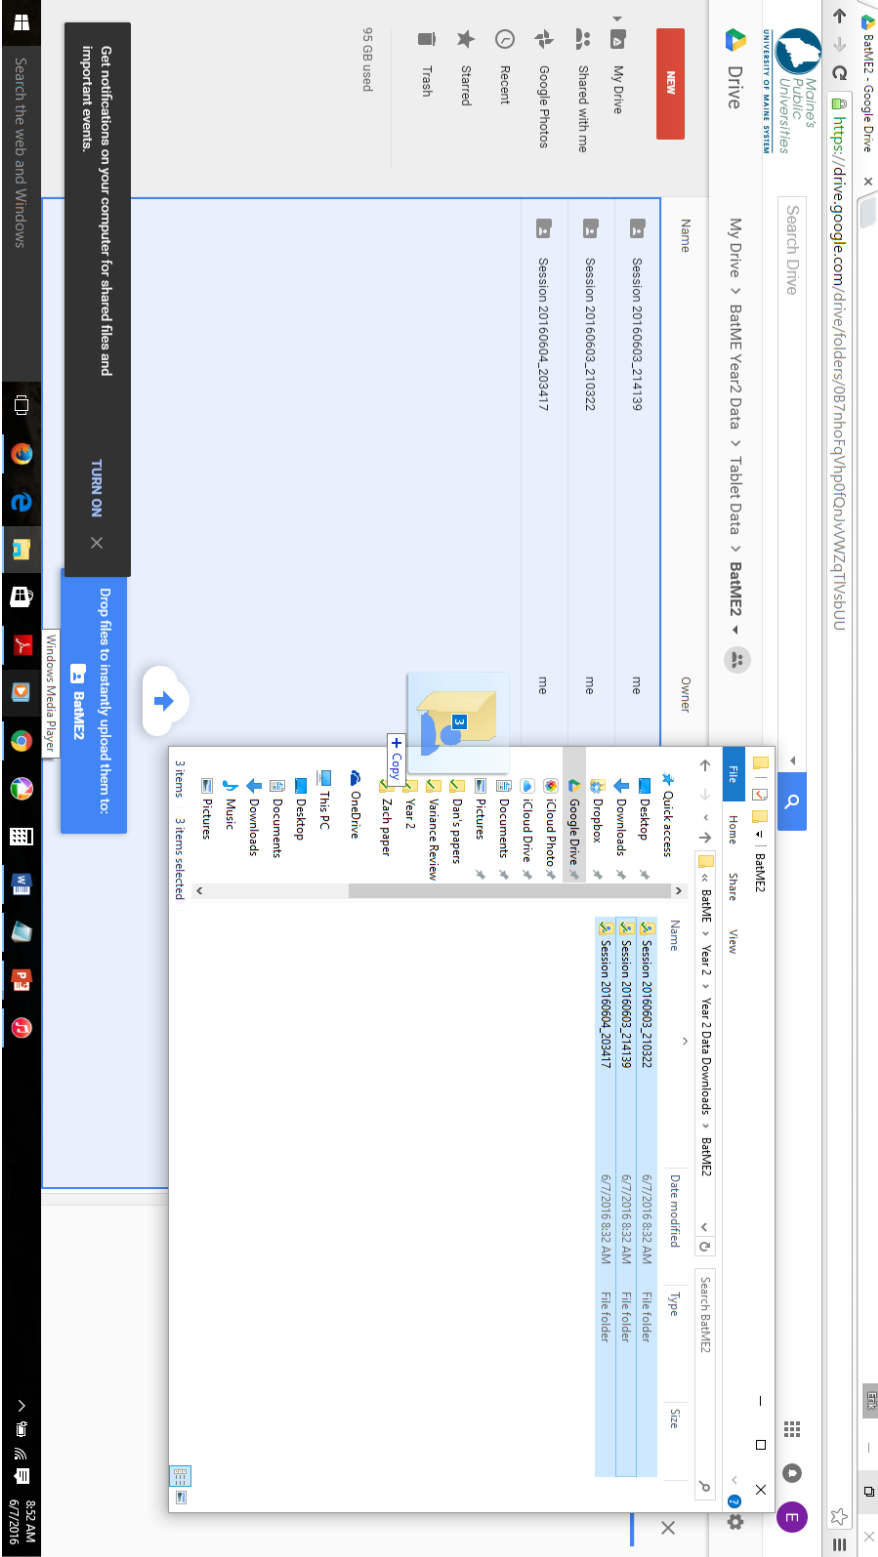 BatME2 - Google Drive
Erik
https://drive.google.com/drive/folders/0B7nhoFqVhp0fQnJvVWZqTlVsbUU
Maine's
Public
Universities
UNIVERSITY OF MAINE SYSTEM
Search Drive
E
Drive
My Drive > BatME Year2 Data > Tablet Data > BatME2
NEW
My Drive
Shared with me
Google Photos
Recent
Starred
Trash
95 GB used
Name
Owner
Session 20160603_214139
me
Session 20160603_210322
me
Session 20160604_203417
me
BatME2
File
Home
Share
View
« BatME > Year 2 > Year 2 Data Downloads > BatME2
Search BatME2
Quick access
Desktop
Downloads
Dropbox
Google Drive
iCloud Photo
iCloud Drive
Documents
Pictures
Dan's papers
Variance Review
Year 2
Zach paper
OneDrive
This PC
Desktop
Documents
Downloads
Music
Pictures
Name
Date modified
Type
Size
Session 20160603_210322
6/7/2016 8:32 AM
File folder
Session 20160603_214139
6/7/2016 8:32 AM
File folder
Session 20160604_203417
6/7/2016 8:32 AM
File folder
3 items
3 items selected
3
+ Copy
Drop files to instantly upload them to:
BatME2
Get notifications on your computer for shared files and
important events.
TURN ON
Windows Media Player
Search the web and Windows
8:52 AM
6/7/2016